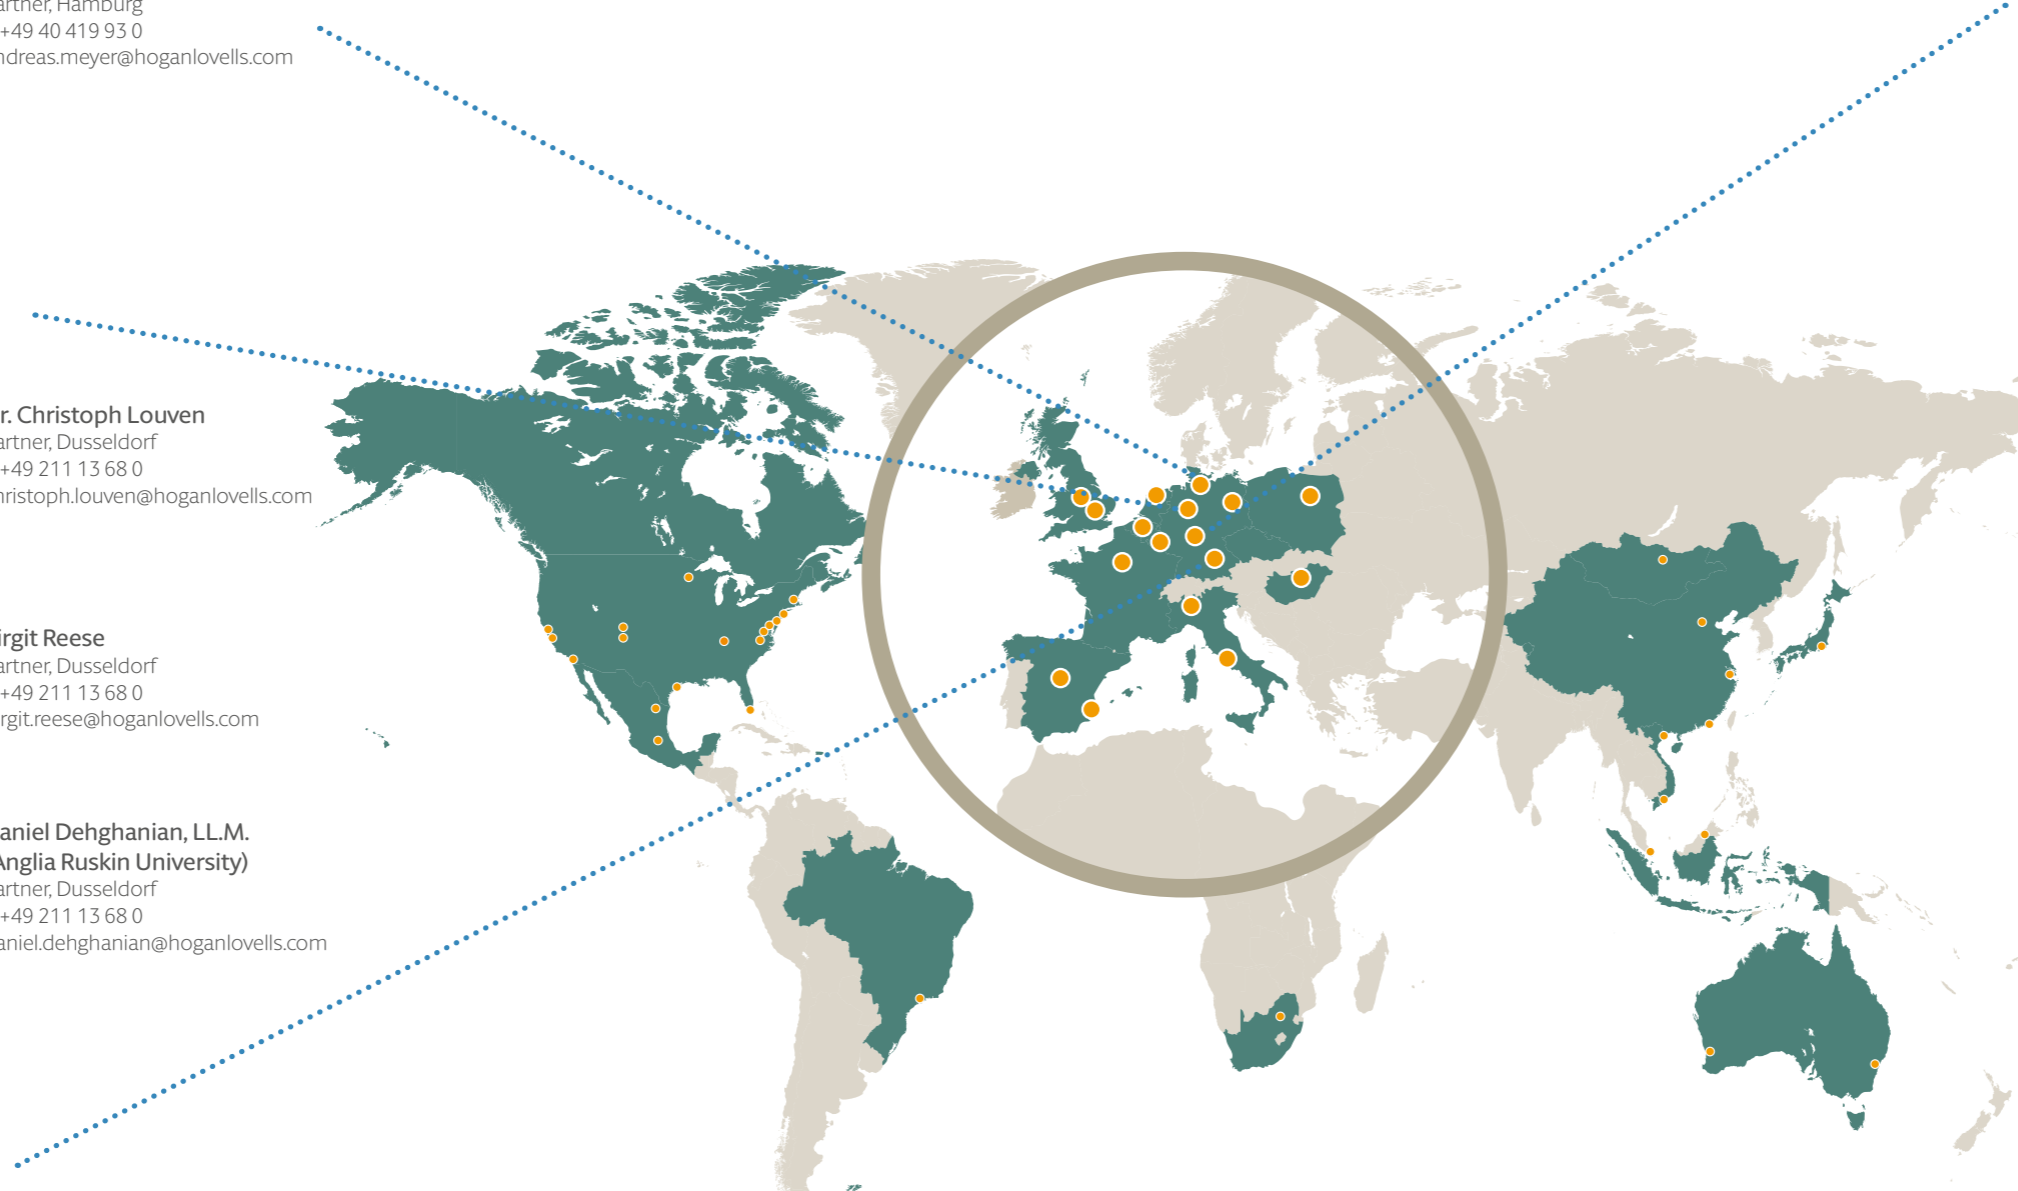 artner, Hamburg
+49 40 419 93 0
ndreas.meyer@hoganlovells.com
r. Christoph Louven
artner, Dusseldorf
+49 211 13 68 0
hristoph.louven@hoganlovells.com
irgit Reese
artner, Dusseldorf
+49 211 13 68 0
irgit.reese@hoganlovells.com
aniel Dehghanian, LL.M.
Anglia Ruskin University)
artner, Dusseldorf
+49 211 13 68 0
aniel.dehghanian@hoganlovells.com